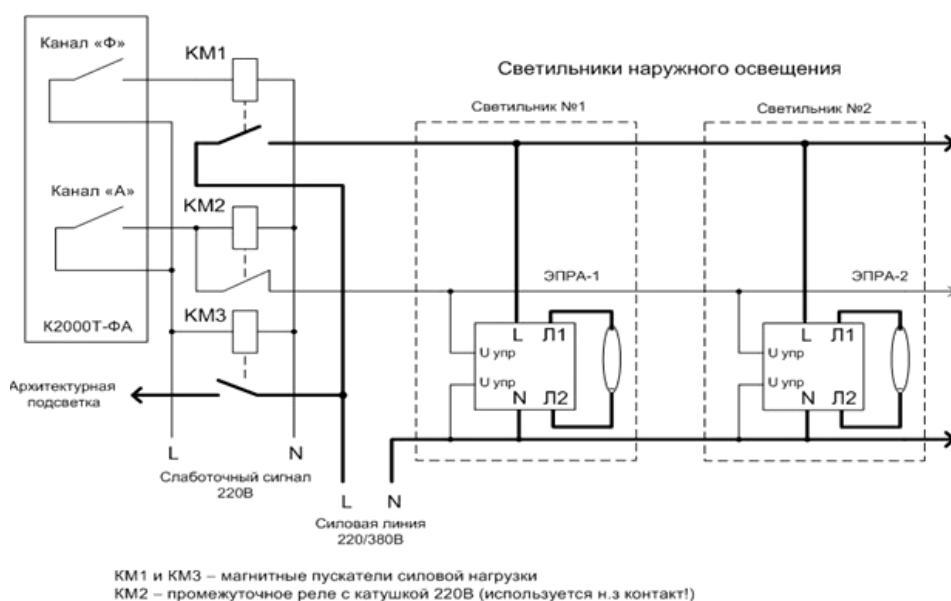 Канал «Ф»
КМ1
Светильники наружного освещения
Светильник №1
Светильник №2
Канал «А»
КМ2
ЭПРА-1
ЭПРА-2
К2000Т-ФА
КМ3
L
Л1
U упр
U упр
N
Л2
L
Л1
U упр
U упр
N
Л2
Архитектурная
подсветка
L
N
Слаботочный сигнал
220В
L
N
Силовая линия
220/380В
КМ1 и КМ3 – магнитные пускатели силовой нагрузки
КМ2 – промежуточное реле с катушкой 220В (используется н.з контакт!)